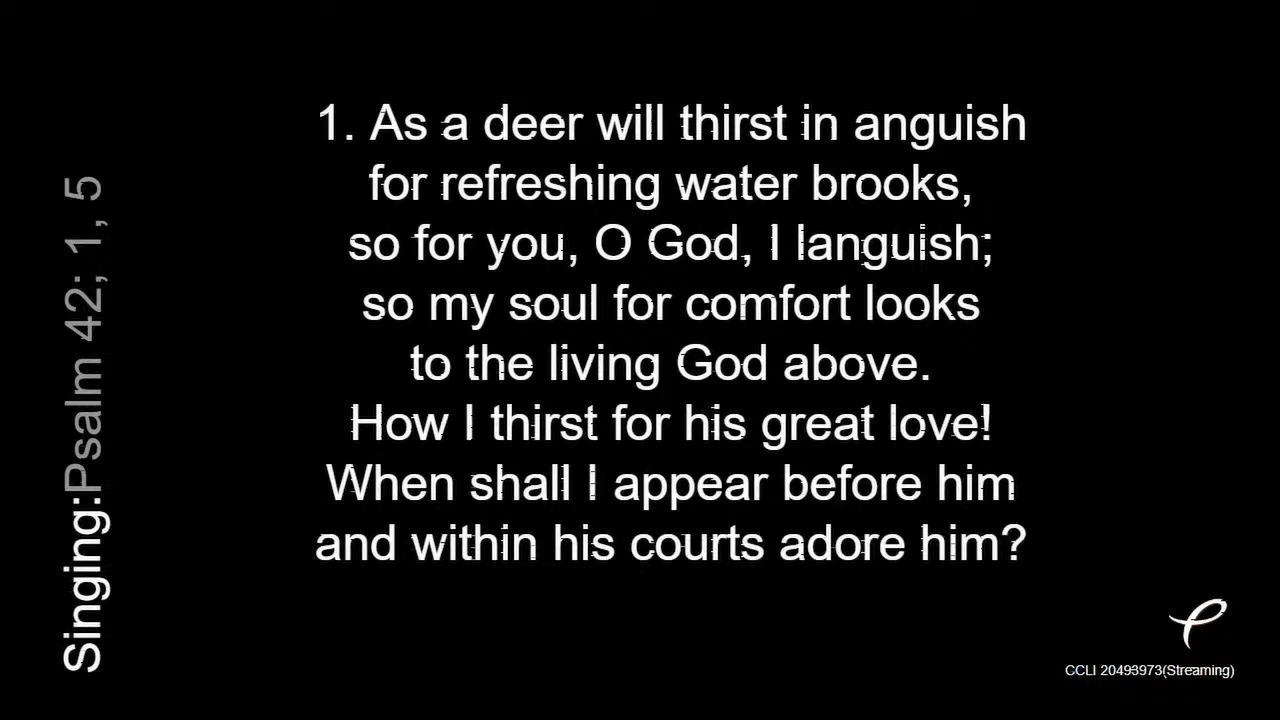 Singing:Psalm 42; 1, 5
1. As a deer will thirst in anguish
for refreshing water brooks,
so for you, O God, I languish;
so my soul for comfort looks
to the living God above.
How I thirst for his great love!
When shall I appear before him
and within his courts adore him?
CCLI 20493973(Streaming)